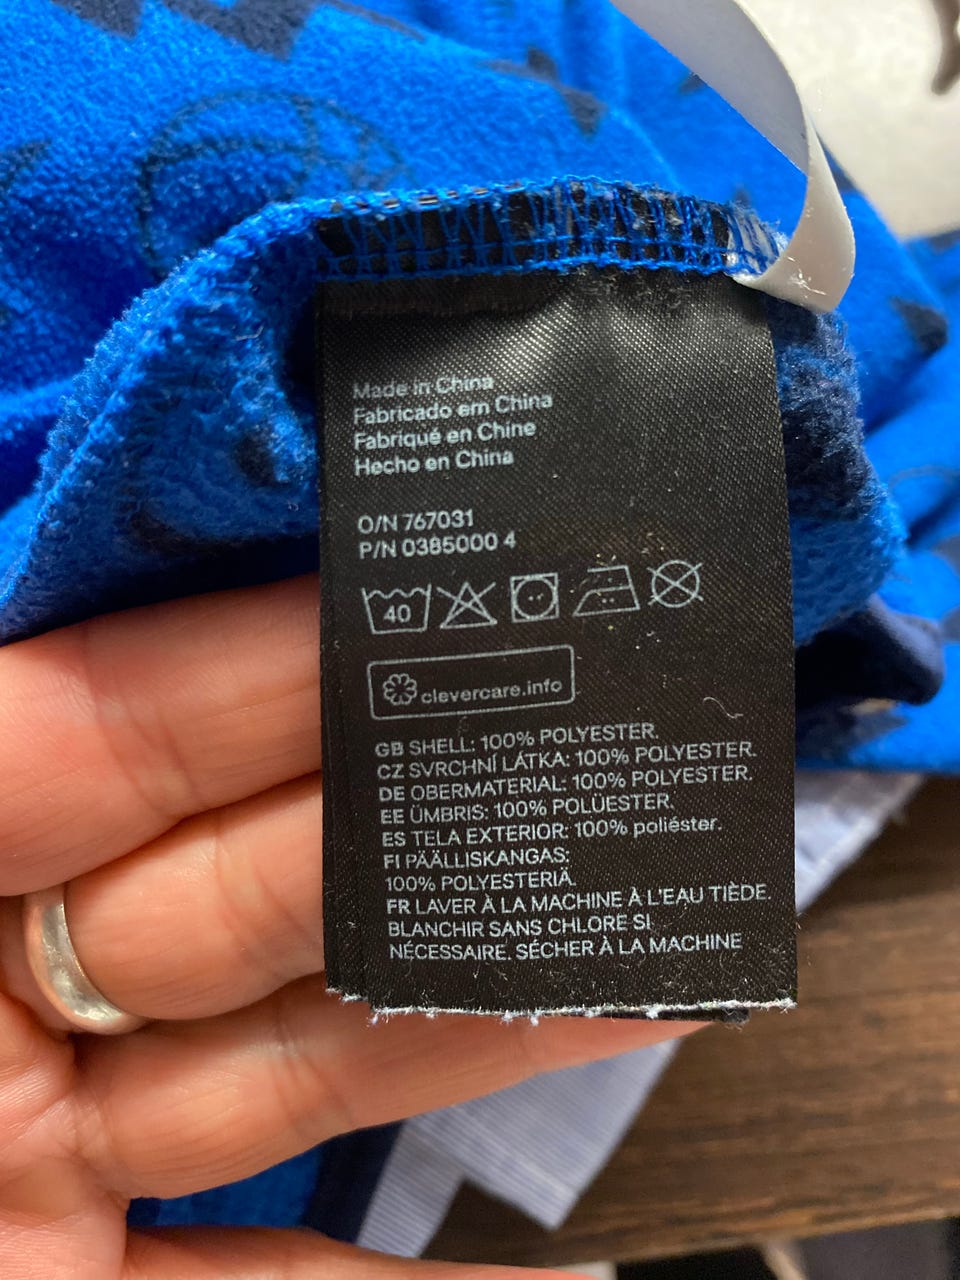 Made in China
Fabricado em China
Fabriqué en Chine
Hecho en China
O/N 767031
P/N 0385000 4
40
clevercare.info
GB SHELL: 100% POLYESTER.
CZ SVRCHNÍ LÁTKA: 100% POLYESTER.
DE OBERMATERIAL: 100% POLYESTER.
EE ÜMBRIS: 100% POLÜESTER.
ES TELA EXTERIOR: 100% poliéster.
FI PÄÄLLISKANGAS:
100% POLYESTERIÄ.
FR LAVER À LA MACHINE À L'EAU TIÈDE.
BLANCHIR SANS CHLORE SI
NÉCESSAIRE. SÉCHER À LA MACHINE